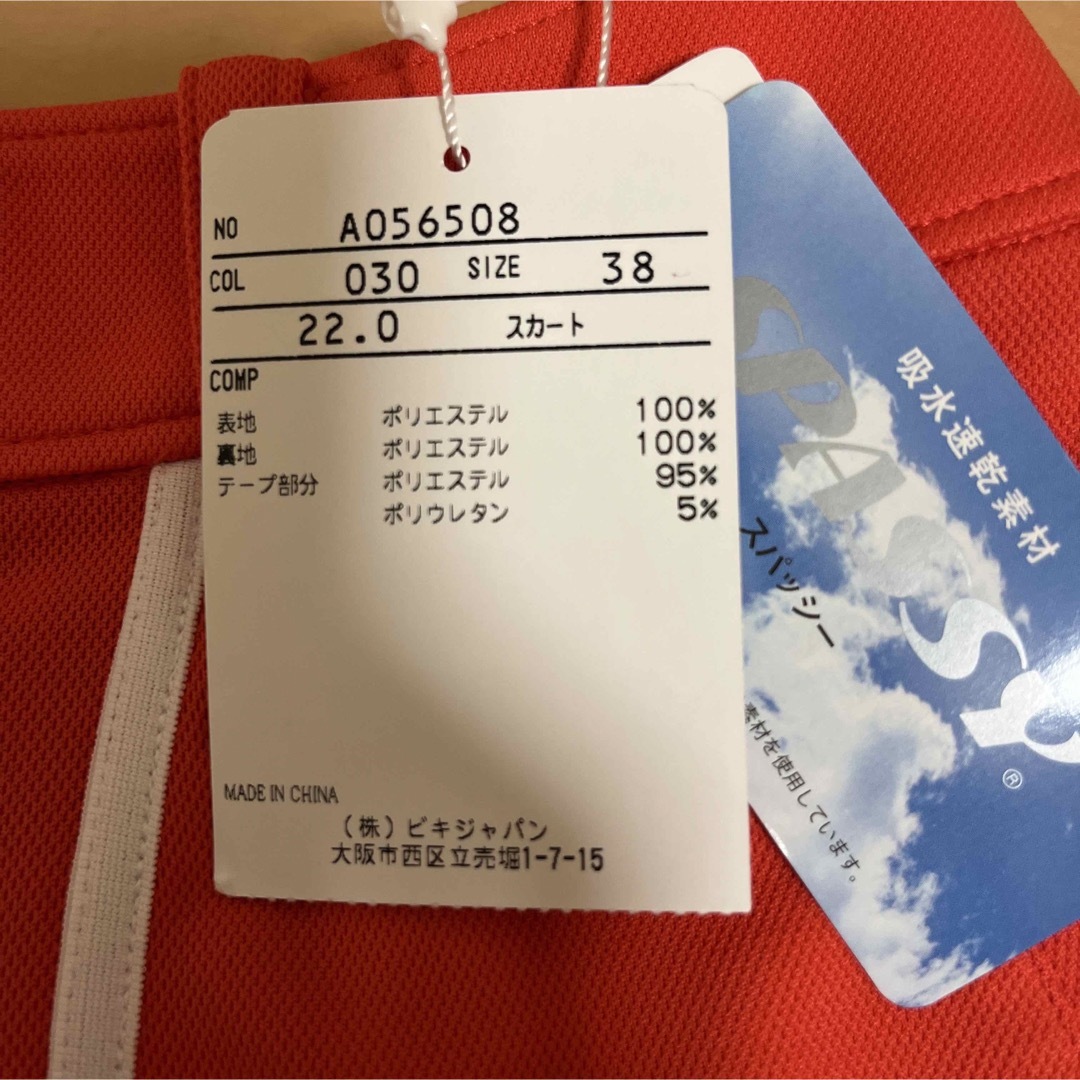 NO A056508
COL 030 SIZE 38
22.0 スカート
COMP
表地 ポリエステル 100%
裏地 ポリエステル 100%
テープ部分 ポリエステル 95%
ポリウレタン 5%
MADE IN CHINA
(株)ビキジャパン
大阪市西区立売堀1-7-15
吸水速乾素材
SPASSY
スパッシー
素材を使用しています。
®